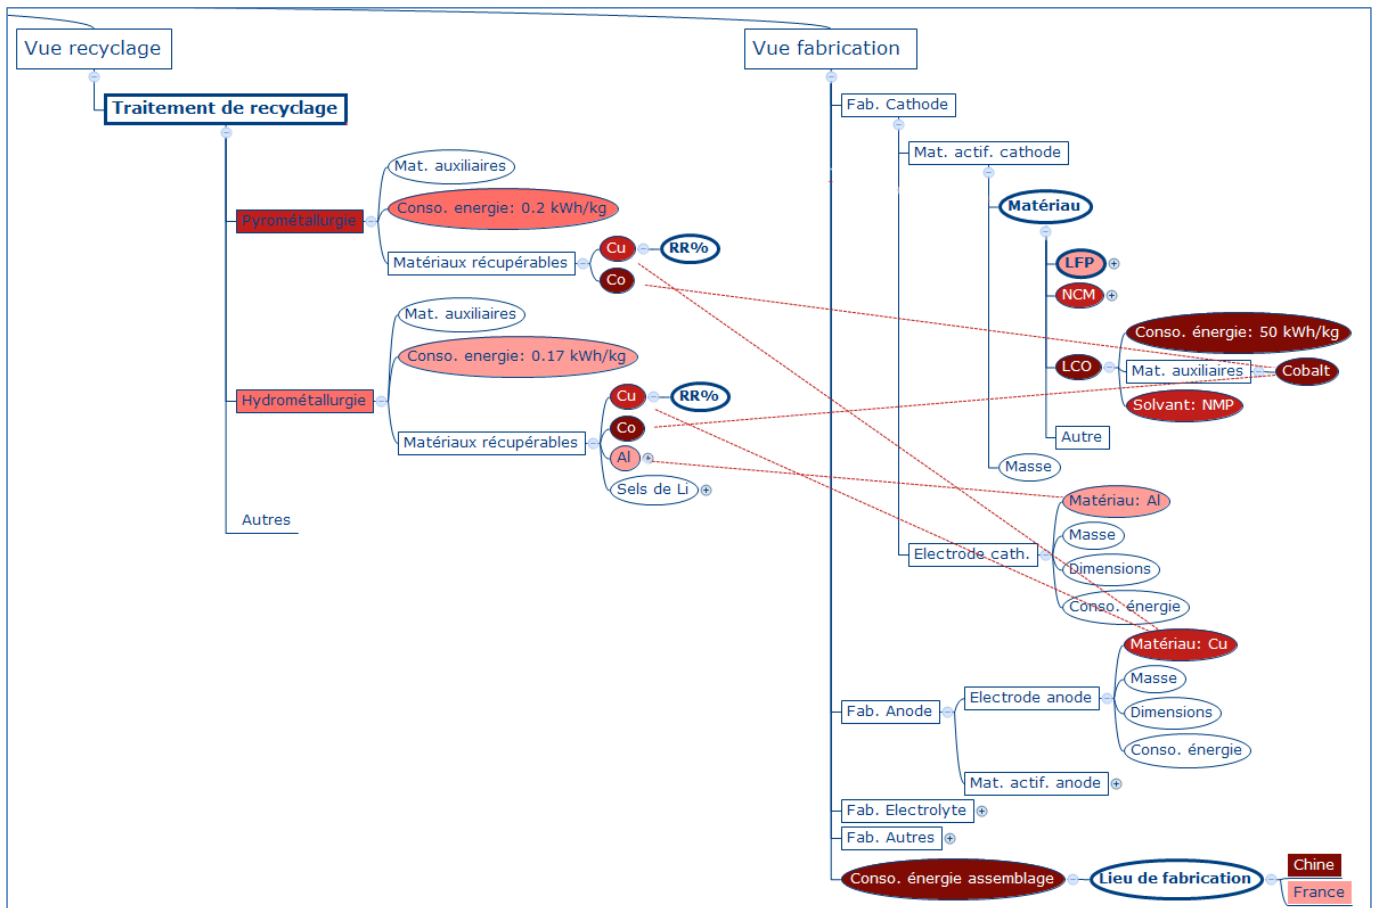 Vue recyclage
Traitement de recyclage
Pyrométallurgie
Mat. auxiliaires
Conso. energie: 0.2 kWh/kg
Matériaux récupérables
Cu
RR%
Co
Hydrométallurgie
Mat. auxiliaires
Conso. energie: 0.17 kWh/kg
Matériaux récupérables
Cu
RR%
Co
Al
Sels de Li
Autres
Vue fabrication
Fab. Cathode
Mat. actif. cathode
Matériau
LFP
NCM
LCO
Conso. énergie: 50 kWh/kg
Mat. auxiliaires
Cobalt
Solvant: NMP
Autre
Masse
Electrode cath.
Matériau: Al
Masse
Dimensions
Conso. énergie
Fab. Anode
Electrode anode
Matériau: Cu
Masse
Dimensions
Conso. énergie
Mat. actif. anode
Fab. Electrolyte
Fab. Autres
Conso. énergie assemblage
Lieu de fabrication
Chine
France